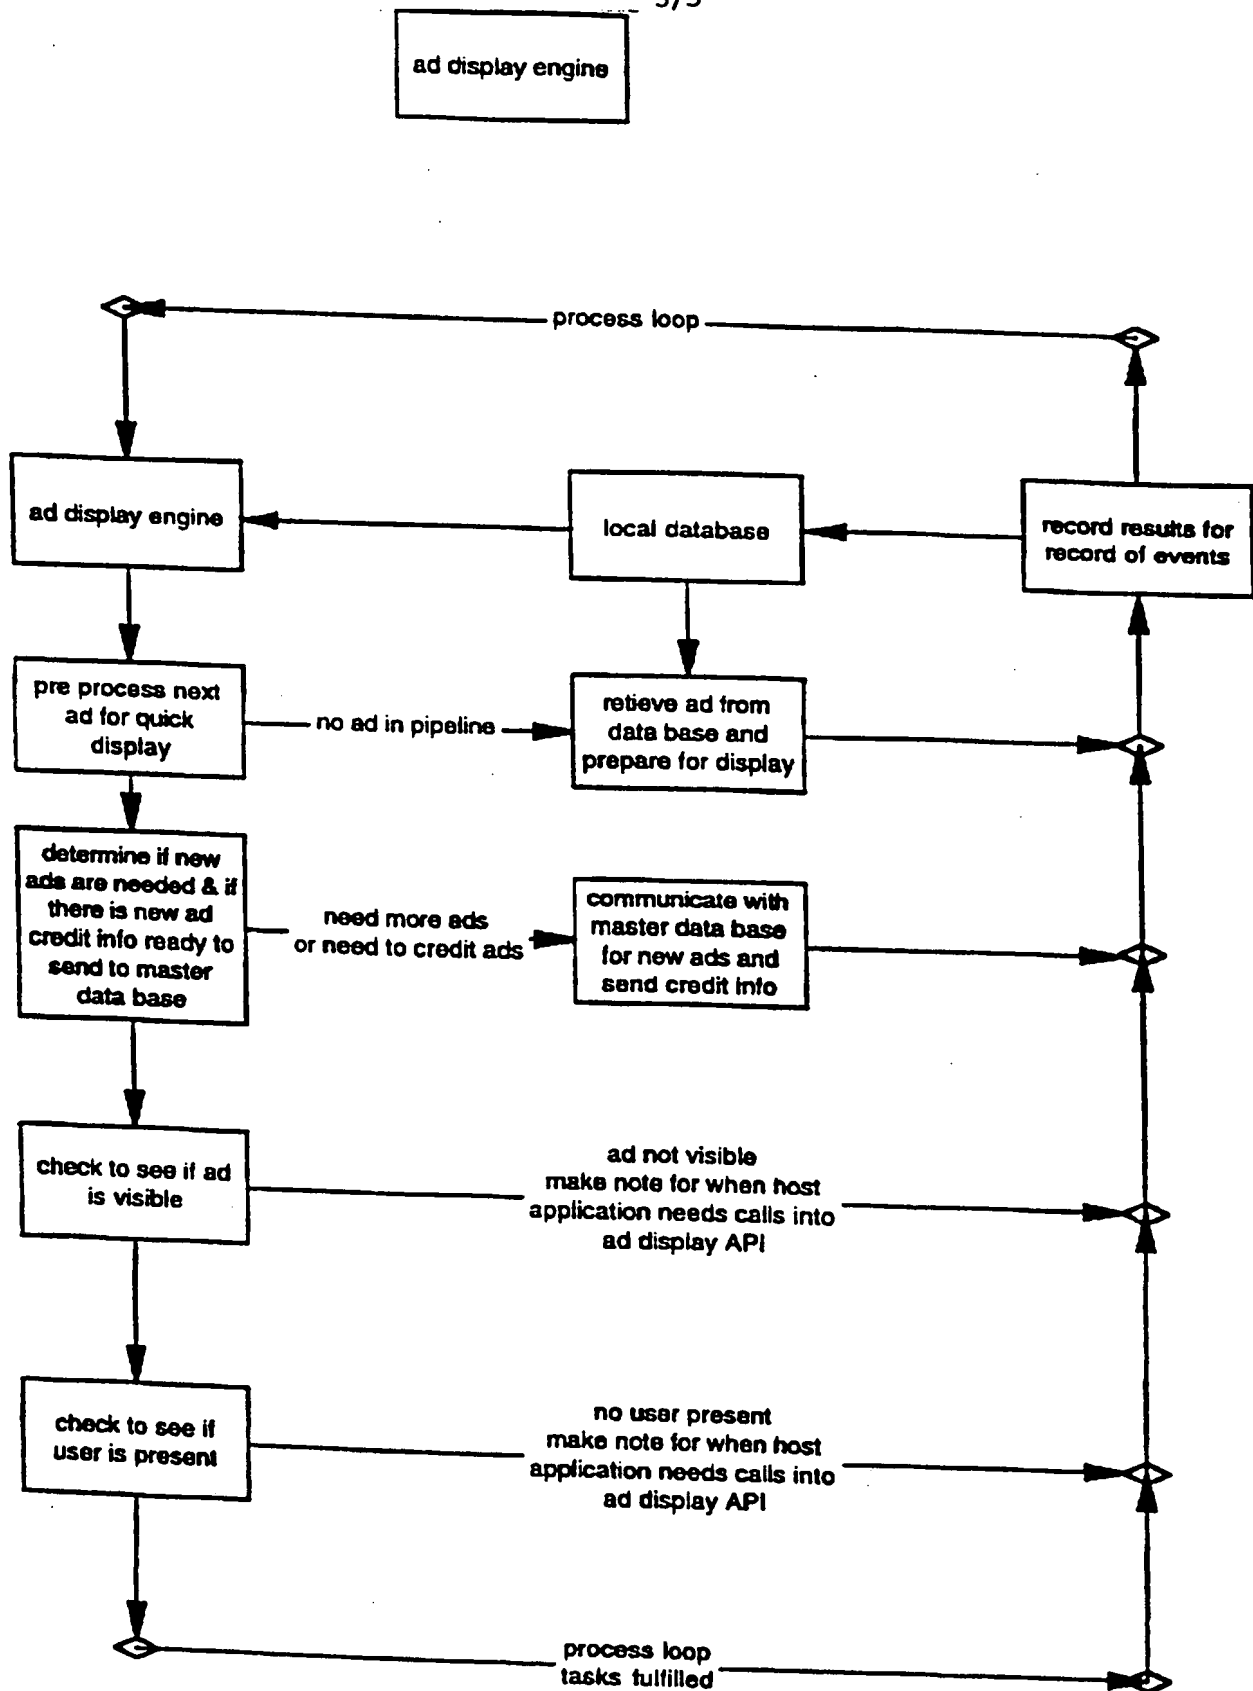 ad display engine
process loop
ad display engine
local database
record results for
record of events
pre process next
ad for quick
display
no ad in pipeline
retieve ad from
data base and
prepare for display
determine if new
ads are needed & if
there is new ad
credit info ready to
send to master
data base
need more ads
or need to credit ads
communicate with
master data base
for new ads and
send credit info
check to see if ad
is visible
ad not visible
make note for when host
application needs calls into
ad display API
check to see if
user is present
no user present
make note for when host
application needs calls into
ad display API
process loop
tasks fulfilled